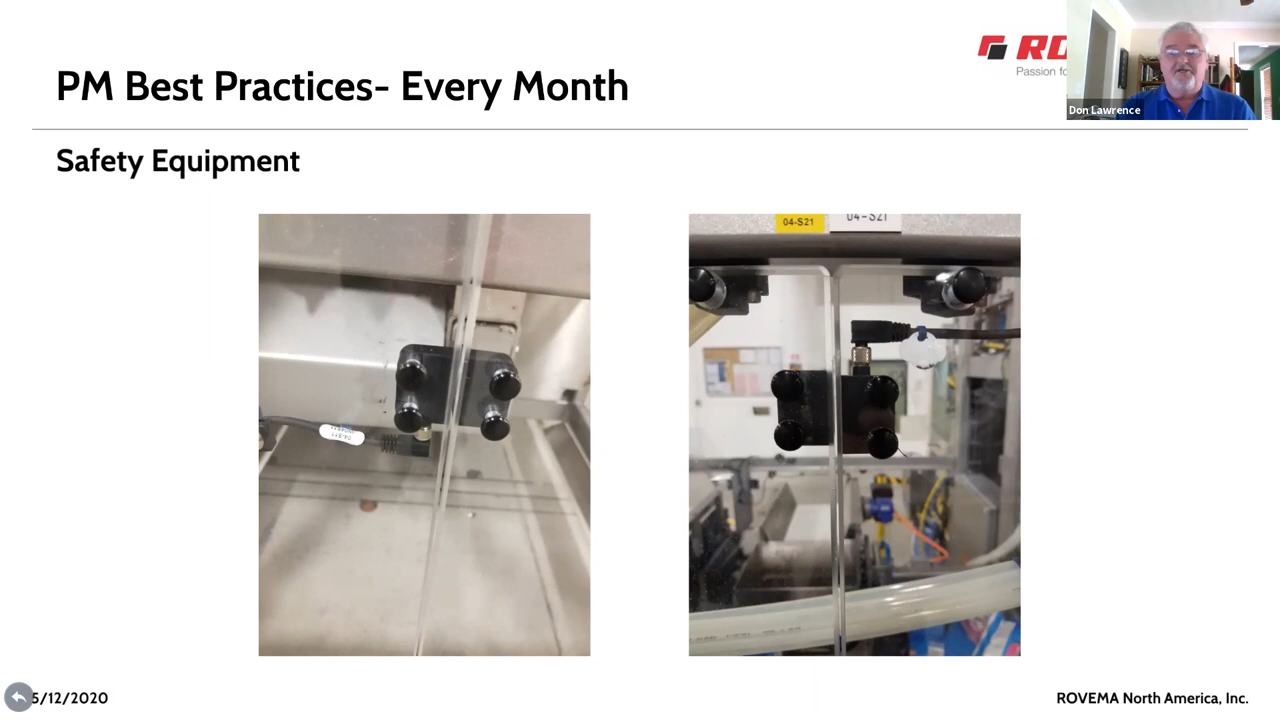 PM Best Practices- Every Month
RO
Passion fo
Don Lawrence
Safety Equipment
04-S21
04-S21
5/12/2020
ROVEMA North America, Inc.